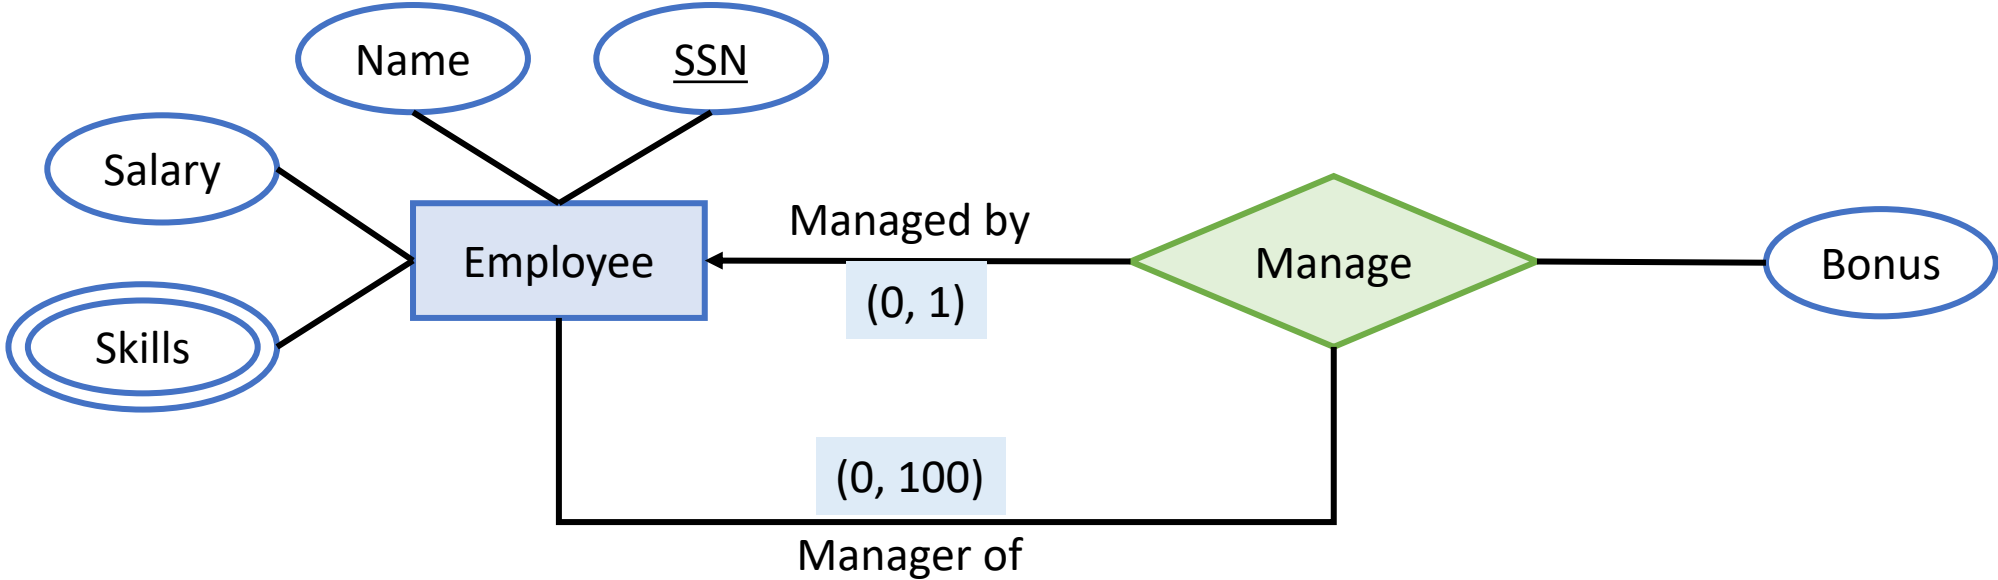 Name
SSN
Salary
Managed by
Employee
Manage
Bonus
(0, 1)
Skills
(0, 100)
Manager of